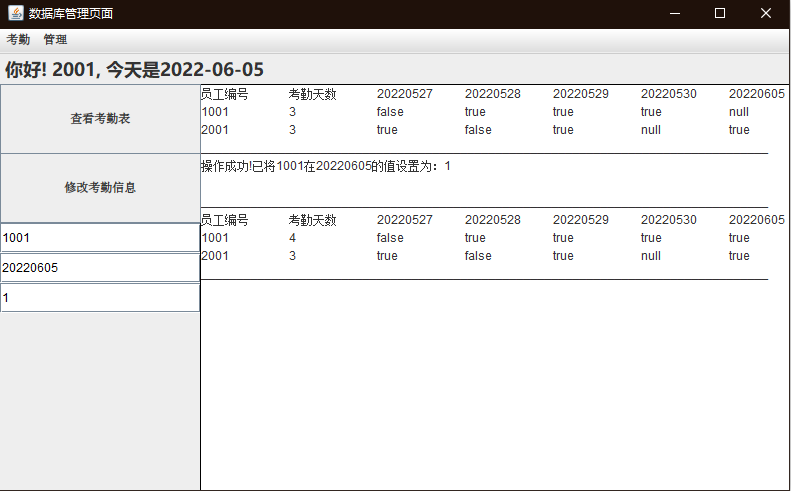 数据库管理页面
考勤 管理
你好! 2001, 今天是2022-06-05
查看考勤表
修改考勤信息
1001
20220605
1
员工编号 考勤天数 20220527 20220528 20220529 20220530 20220605
1001 3 false true true true null
2001 3 true false true null true
操作成功!已将1001在20220605的值设置为：1
员工编号 考勤天数 20220527 20220528 20220529 20220530 20220605
1001 4 false true true true true
2001 3 true false true null true